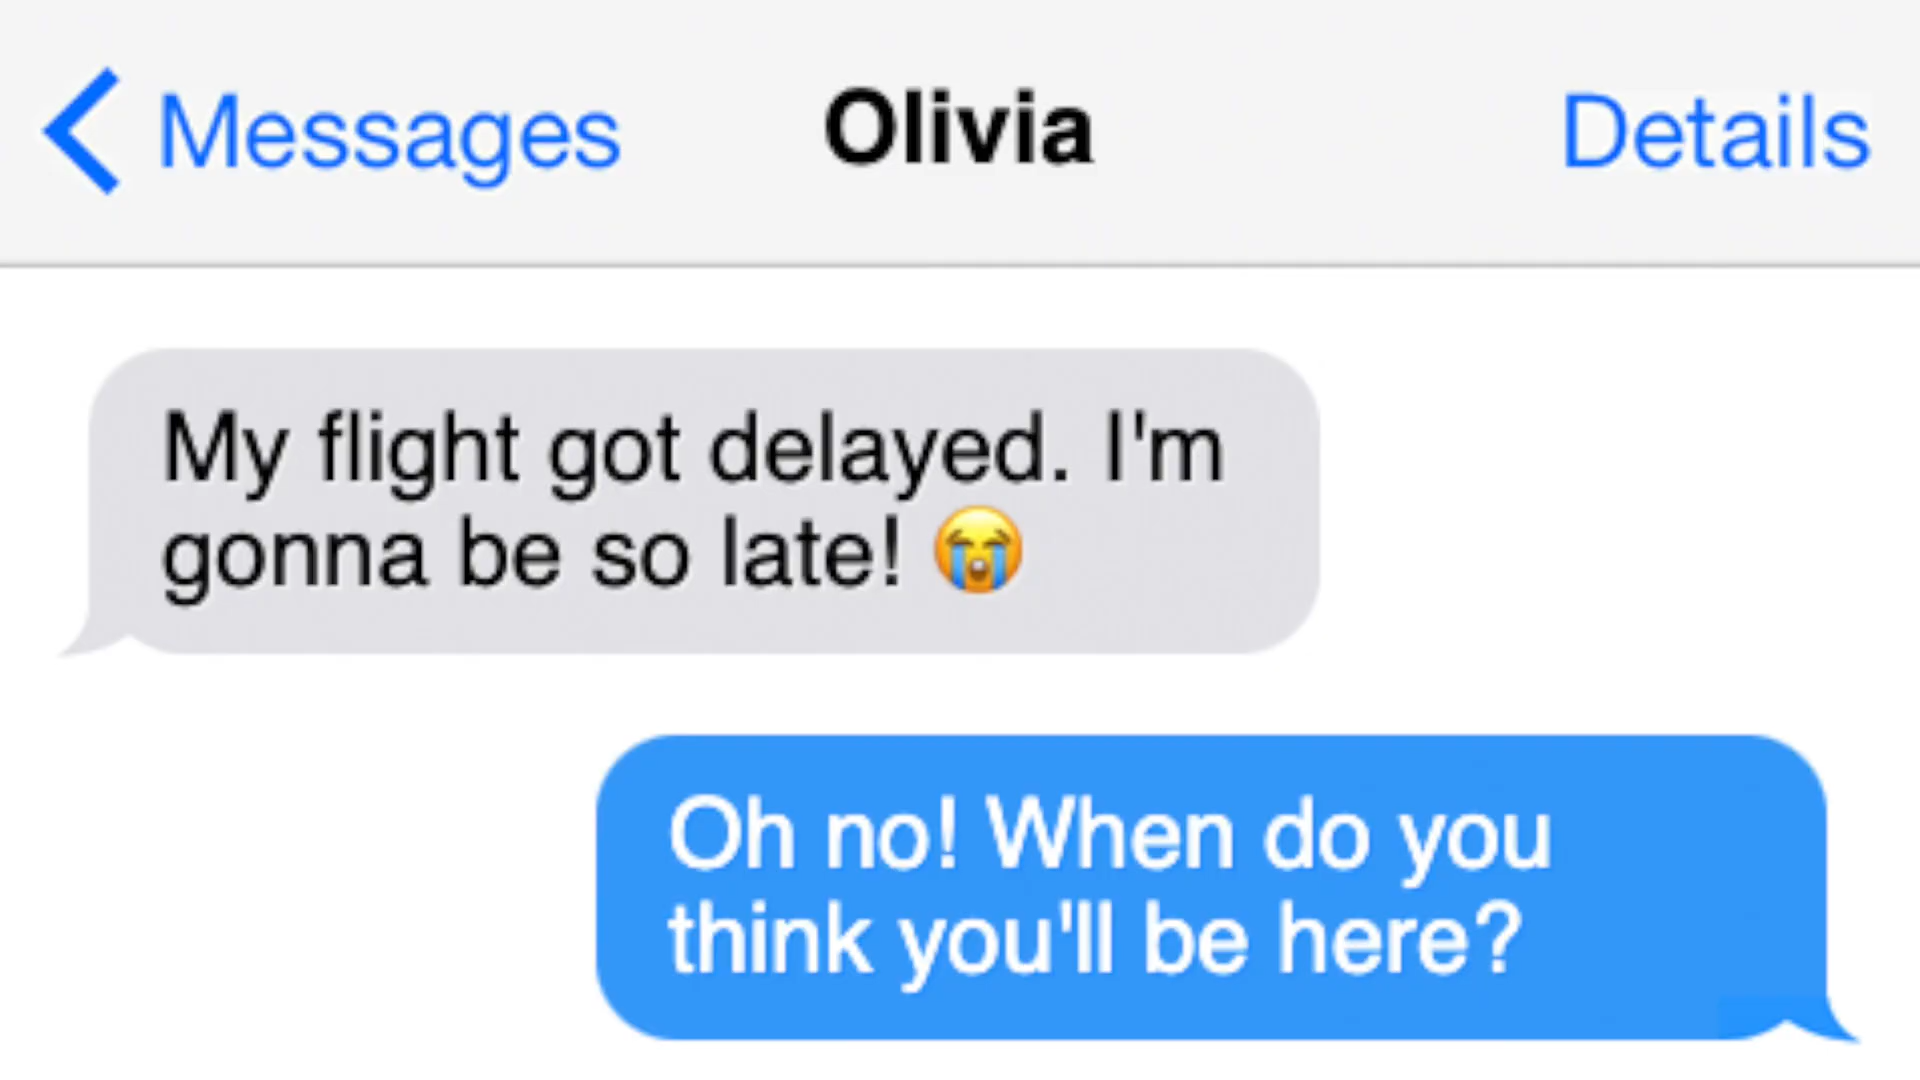 Messages Olivia Details
My flight got delayed. I'm
gonna be so late! 😭
Oh no! When do you
think you'll be here?